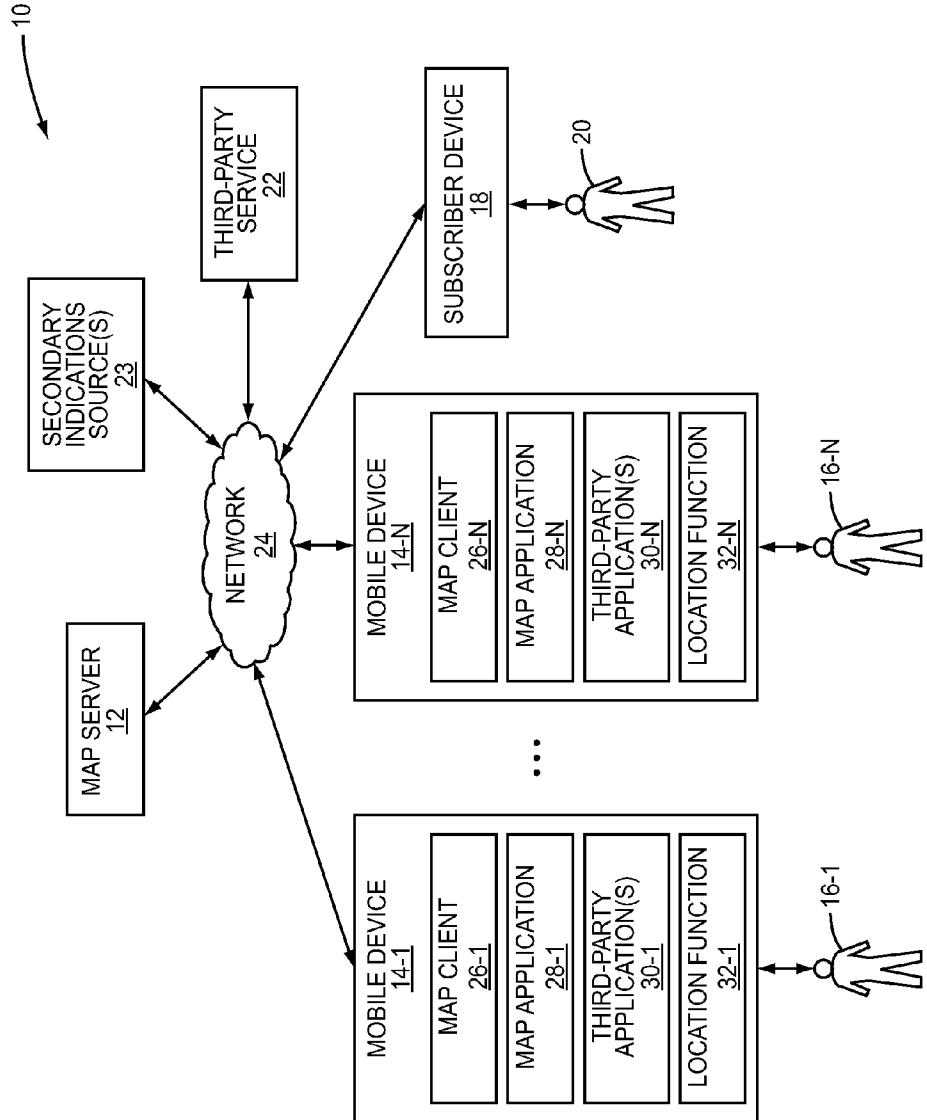 10
MAP SERVER
12
SECONDARY
INDICATIONS
SOURCE(S)
23
THIRD-PARTY
SERVICE
22
NETWORK
24
MOBILE DEVICE
14-1
MAP CLIENT
26-1
MAP APPLICATION
28-1
THIRD-PARTY
APPLICATION(S)
30-1
LOCATION FUNCTION
32-1
16-1
...
MOBILE DEVICE
14-N
MAP CLIENT
26-N
MAP APPLICATION
28-N
THIRD-PARTY
APPLICATION(S)
30-N
LOCATION FUNCTION
32-N
16-N
SUBSCRIBER DEVICE
18
20